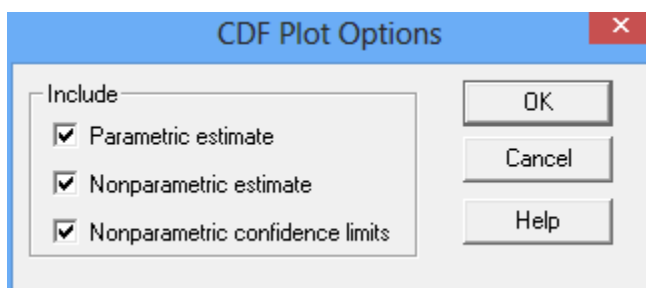 CDF Plot Options
Include
Parametric estimate
Nonparametric estimate
Nonparametric confidence limits
OK
Cancel
Help